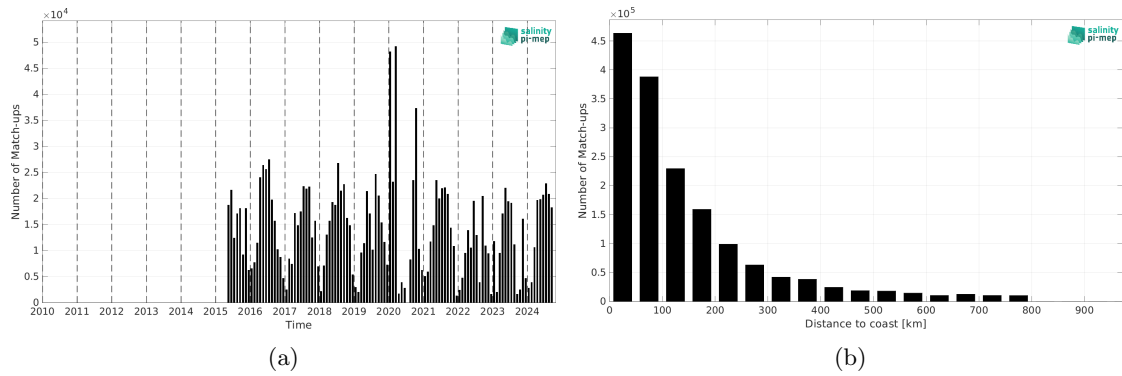 ×10⁴
salinity
pi-mep
5
4.5
4
3.5
3
2.5
2
1.5
1
0.5
0
Number of Match-ups
2010 2011 2012 2013 2014 2015 2016 2017 2018 2019 2020 2021 2022 2023 2024
Time
(a)
×10⁵
salinity
pi-mep
4.5
4
3.5
3
2.5
2
1.5
1
0.5
0
Number of Match-ups
0 100 200 300 400 500 600 700 800 900
Distance to coast [km]
(b)